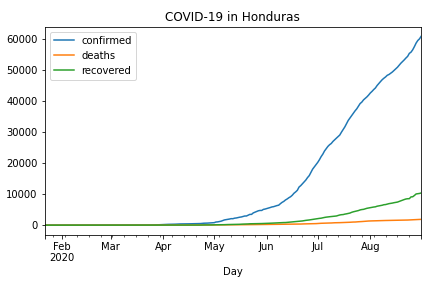 COVID-19 in Honduras
confirmed
deaths
recovered
60000
50000
40000
30000
20000
10000
0
Feb Mar Apr May Jun Jul Aug
2020
Day